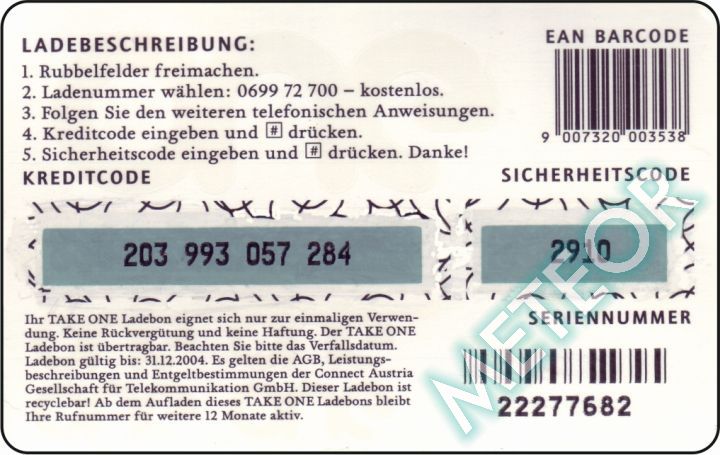 LADEBESCHREIBUNG:
1. Rubbelfelder freimachen.
2. Ladenummer wählen: 0699 72 700 – kostenlos.
3. Folgen Sie den weiteren telefonischen Anweisungen.
4. Kreditcode eingeben und # drücken.
5. Sicherheitscode eingeben und # drücken. Danke!
EAN BARCODE
9 007320 003538
KREDITCODE
SICHERHEITSCODE
203 993 057 284
2910
Ihr TAKE ONE Ladebon eignet sich nur zur einmaligen Verwen-
dung. Keine Rückvergütung und keine Haftung. Der TAKE ONE
Ladebon ist übertragbar. Beachten Sie bitte das Verfallsdatum.
Ladebon gültig bis: 31.12.2004. Es gelten die AGB, Leistungs-
beschreibungen und Entgeltbestimmungen der Connect Austria
Gesellschaft für Telekommunikation GmbH. Dieser Ladebon ist
recyclebar! Ab dem Aufladen dieses TAKE ONE Ladebons bleibt
Ihre Rufnummer für weitere 12 Monate aktiv.
SERIENNUMMER
22277682
METEOR